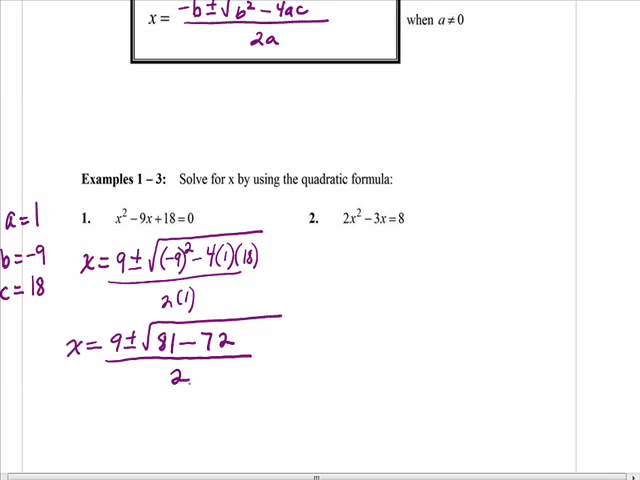 x = -b ± √b² - 4ac / 2a when a ≠ 0
Examples 1 – 3: Solve for x by using the quadratic formula:
a = 1
1. x² − 9x + 18 = 0 2. 2x² − 3x = 8
b = -9
x = 9 ± √(-9)² - 4(1)(18) / 2(1)
c = 18
x = 9 ± √81 - 72 / 2